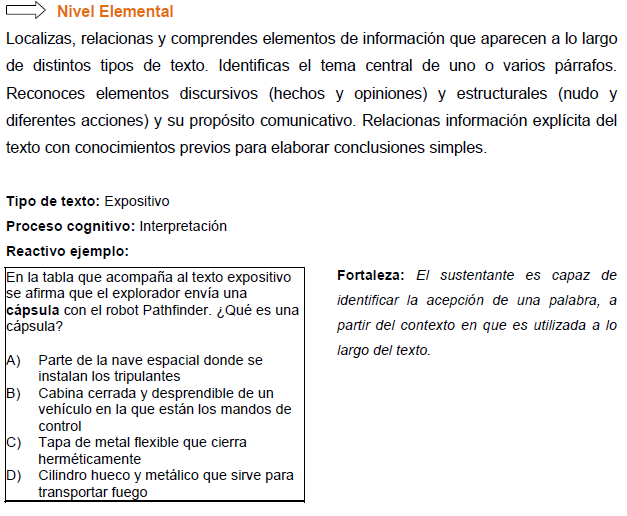 Nivel Elemental
Localizas, relacionas y comprendes elementos de información que aparecen a lo largo
de distintos tipos de texto. Identificas el tema central de uno o varios párrafos.
Reconoces elementos discursivos (hechos y opiniones) y estructurales (nudo y
diferentes acciones) y su propósito comunicativo. Relacionas información explícita del
texto con conocimientos previos para elaborar conclusiones simples.
Tipo de texto: Expositivo
Proceso cognitivo: Interpretación
Reactivo ejemplo:
En la tabla que acompaña al texto expositivo
se afirma que el explorador envía una
cápsula con el robot Pathfinder. ¿Qué es una
cápsula?
A) Parte de la nave espacial donde se
instalan los tripulantes
B) Cabina cerrada y desprendible de un
vehículo en la que están los mandos de
control
C) Tapa de metal flexible que cierra
herméticamente
D) Cilindro hueco y metálico que sirve para
transportar fuego
Fortaleza: El sustentante es capaz de
identificar la acepción de una palabra, a
partir del contexto en que es utilizada a lo
largo del texto.